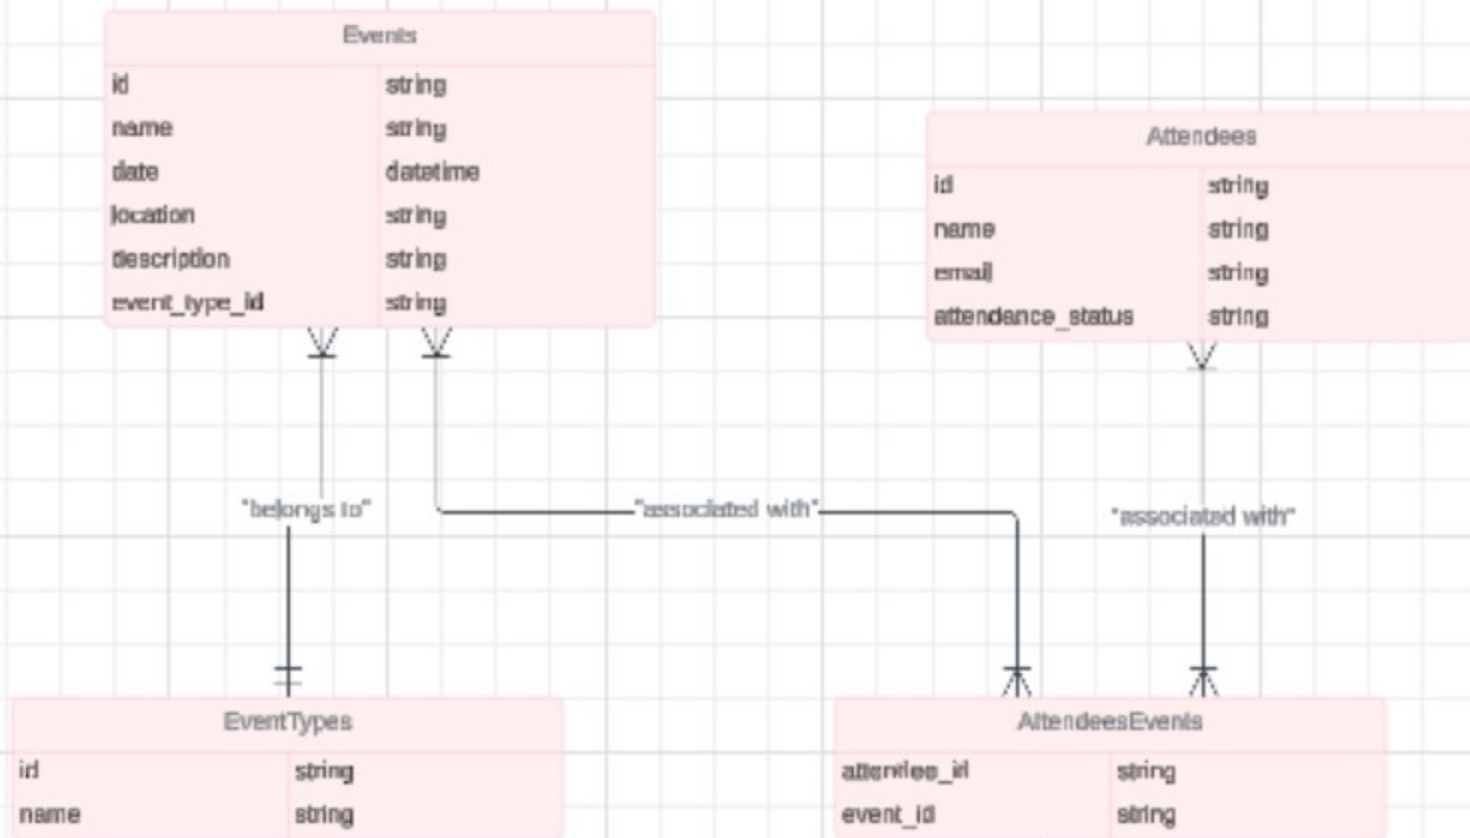 Events
id string
name string
date datetime
location string
description string
event_type_id string
Attendees
id string
name string
email string
attendance_status string
"belongs to"
"associated with"
"associated with"
EventTypes
id string
name string
AttendeesEvents
attendee_id string
event_id string